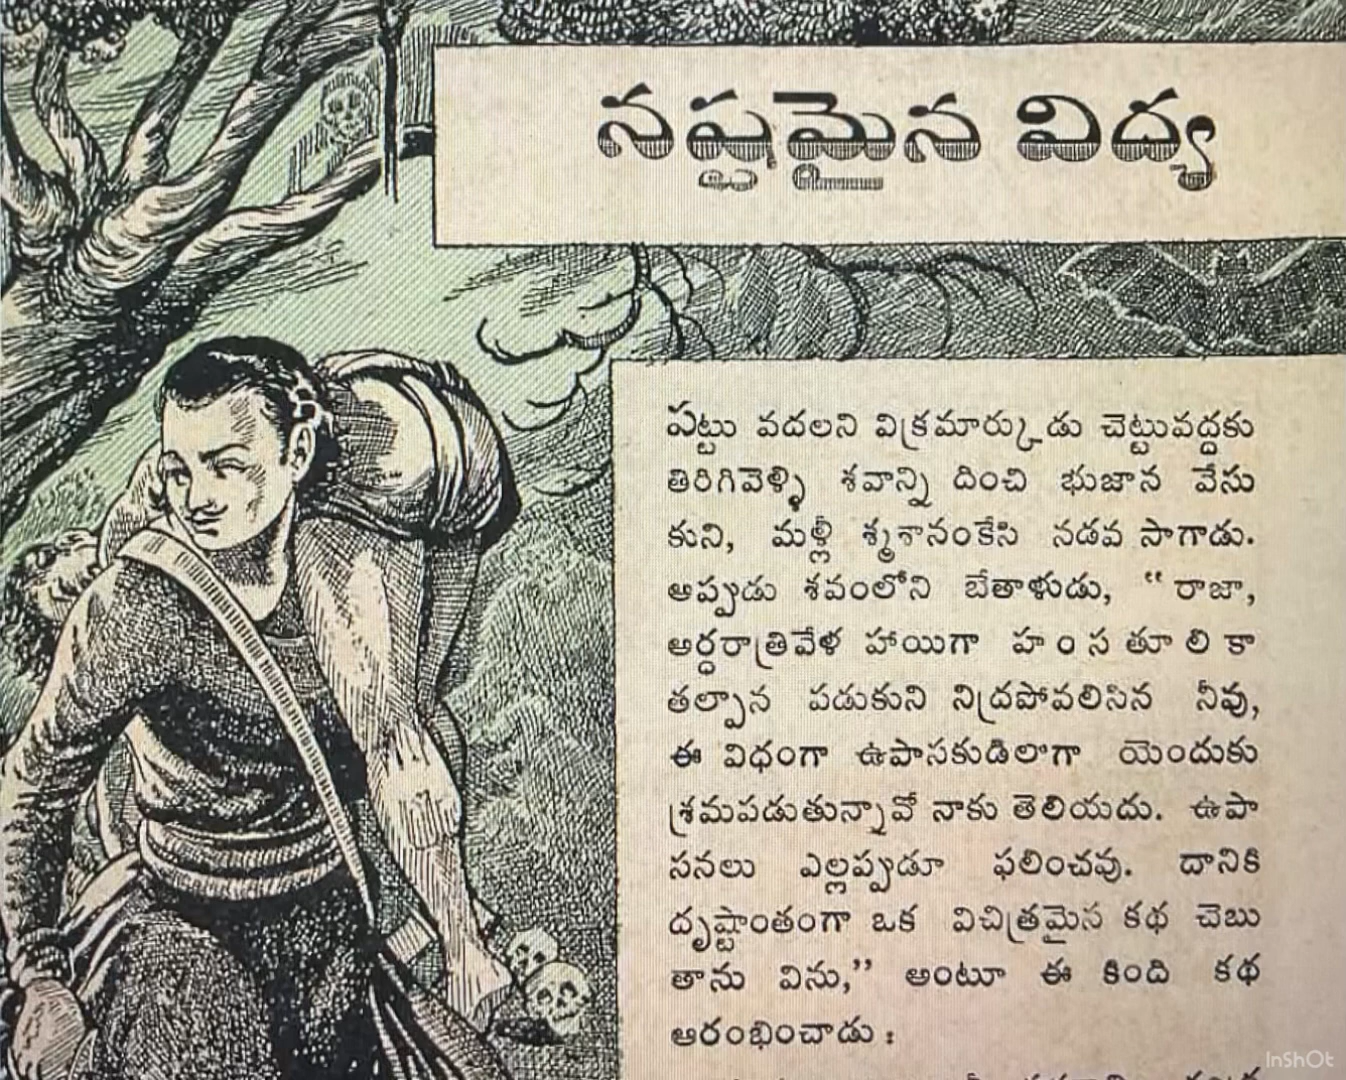 నష్టమైన విద్య
పట్టు వదలని విక్రమార్కుడు చెట్టువద్దకు
తిరిగివెళ్ళి శవాన్ని దించి భుజాన వేసు
కుని, మళ్లీ శ్మశానంకేసి నడవ సాగాడు.
అప్పుడు శవంలోని బేతాళుడు, “ రాజా,
అర్ధరాత్రివేళ హాయిగా హం స తూ లి కా
తల్పాన పడుకుని నిద్రపోవలిసిన నీవు,
ఈ విధంగా ఉపాసకుడిలాగా యెందుకు
శ్రమపడుతున్నావో నాకు తెలియదు. ఉపా
సనలు ఎల్లప్పుడూ ఫలించవు. దానికి
దృష్టాంతంగా ఒక విచిత్రమైన కథ చెబు
తాను విను,” అంటూ ఈ కింది కథ
ఆరంభించాడు :
InShOt